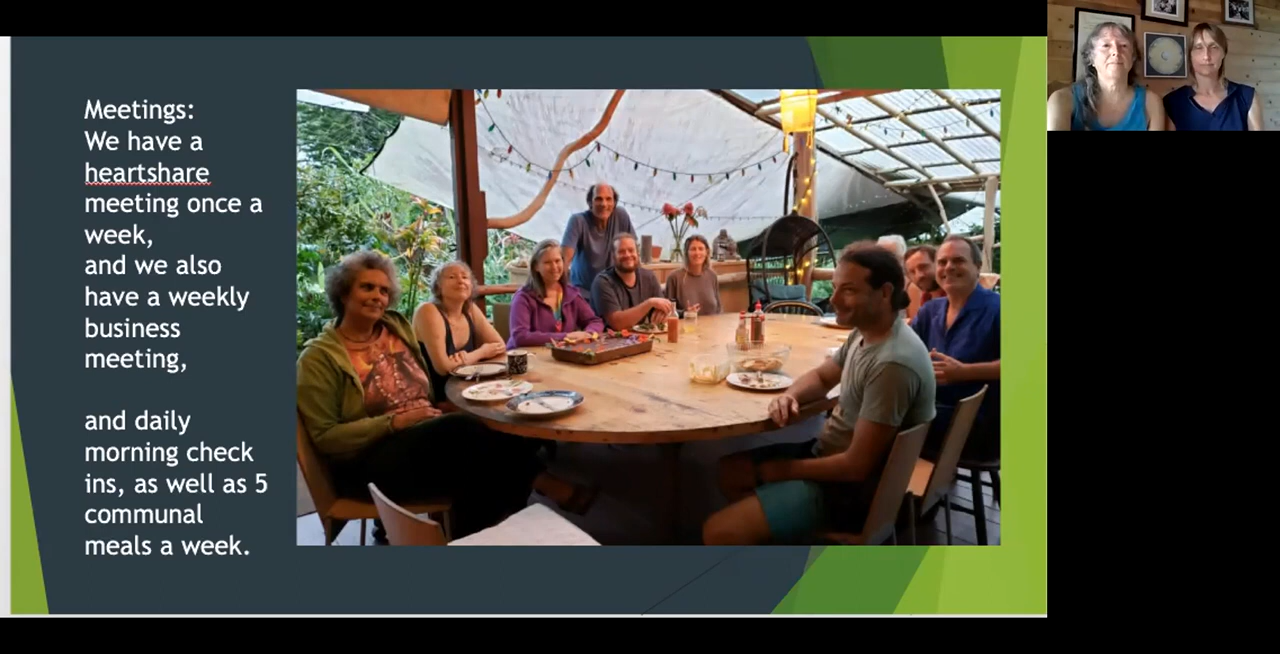 Meetings:
We have a
heartshare
meeting once a
week,
and we also
have a weekly
business
meeting,
and daily
morning check
ins, as well as 5
communal
meals a week.